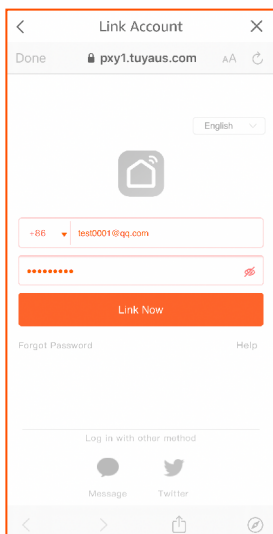 Link Account
Done pxy1.tuyaus.com AA
English
+86 test0001@qq.com
Link Now
Forgot Password Help
Log in with other method
Message Twitter